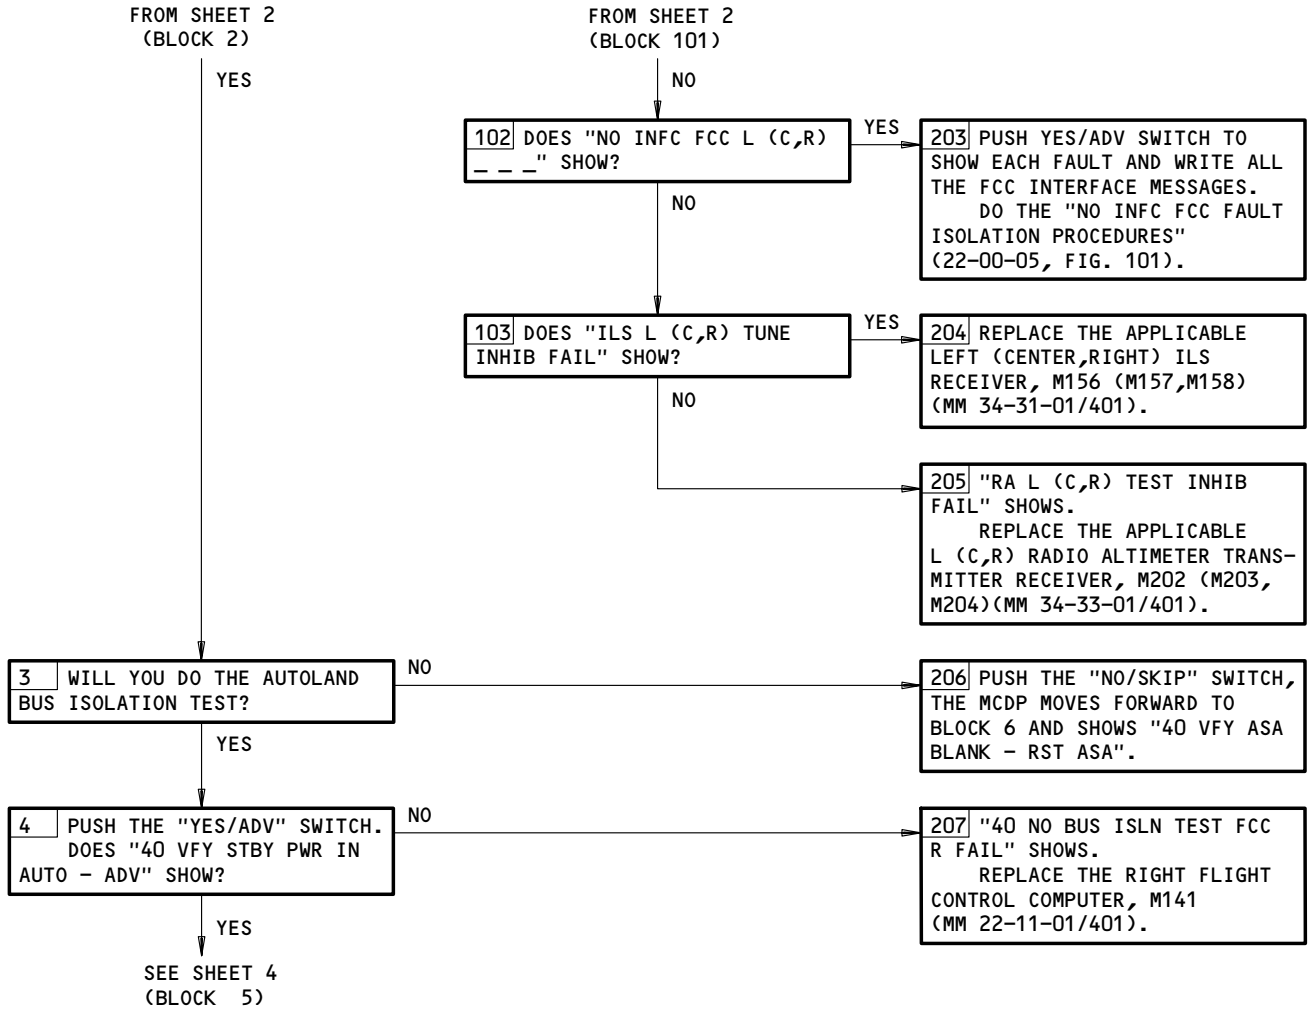 FROM SHEET 2
(BLOCK 2)
YES
FROM SHEET 2
(BLOCK 101)
NO
102 DOES "NO INFC FCC L (C,R)
_ _ _" SHOW?
YES
203 PUSH YES/ADV SWITCH TO
SHOW EACH FAULT AND WRITE ALL
THE FCC INTERFACE MESSAGES.
DO THE "NO INFC FCC FAULT
ISOLATION PROCEDURES"
(22-00-05, FIG. 101).
NO
103 DOES "ILS L (C,R) TUNE
INHIB FAIL" SHOW?
YES
204 REPLACE THE APPLICABLE
LEFT (CENTER,RIGHT) ILS
RECEIVER, M156 (M157,M158)
(MM 34-31-01/401).
NO
205 "RA L (C,R) TEST INHIB
FAIL" SHOWS.
REPLACE THE APPLICABLE
L (C,R) RADIO ALTIMETER TRANS-
MITTER RECEIVER, M202 (M203,
M204)(MM 34-33-01/401).
3 WILL YOU DO THE AUTOLAND
BUS ISOLATION TEST?
NO
206 PUSH THE "NO/SKIP" SWITCH,
THE MCDP MOVES FORWARD TO
BLOCK 6 AND SHOWS "40 VFY ASA
BLANK - RST ASA".
YES
4 PUSH THE "YES/ADV" SWITCH.
DOES "40 VFY STBY PWR IN
AUTO - ADV" SHOW?
NO
207 "40 NO BUS ISLN TEST FCC
R FAIL" SHOWS.
REPLACE THE RIGHT FLIGHT
CONTROL COMPUTER, M141
(MM 22-11-01/401).
YES
SEE SHEET 4
(BLOCK 5)